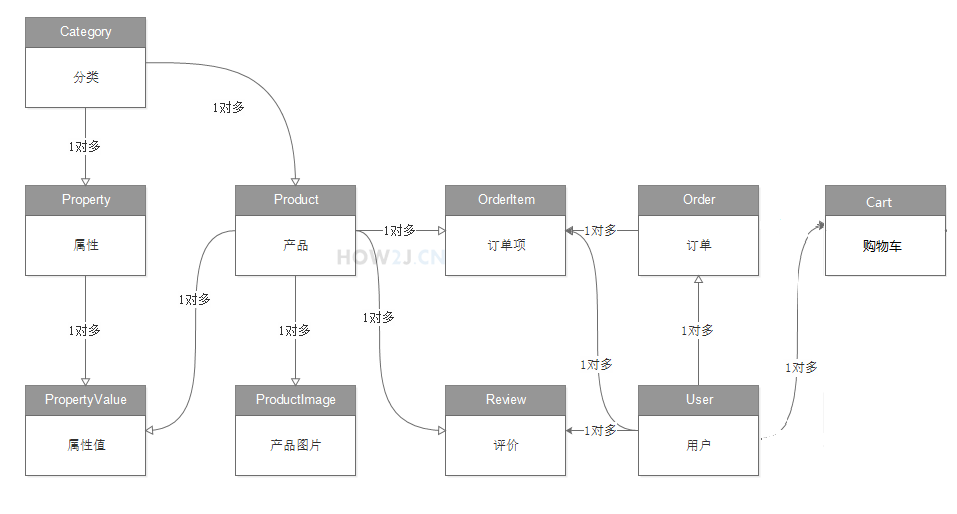 Category
分类
1对多
1对多
Property
属性
Product
产品
1对多
OrderItem
订单项
1对多
Order
订单
Cart
购物车
HOW2J.CN
1对多
1对多
1对多
1对多
1对多
1对多
1对多
PropertyValue
属性值
ProductImage
产品图片
Review
评价
1对多
User
用户